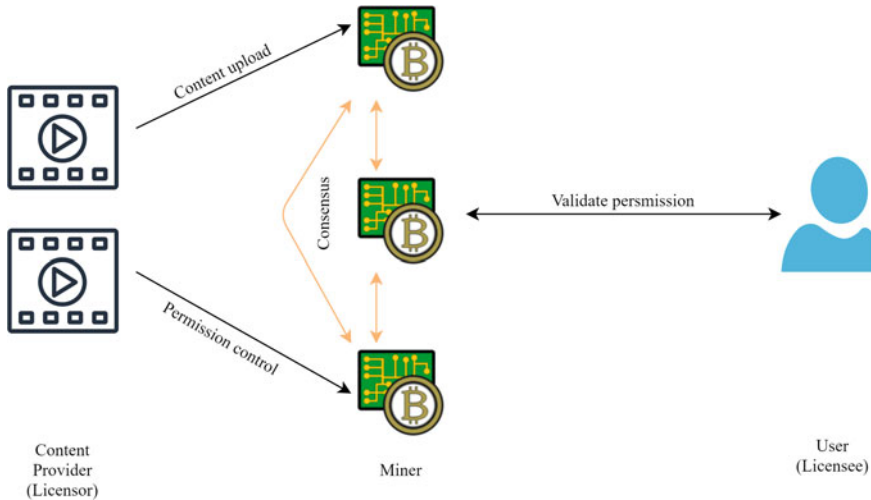 Content upload
Consensus
Validate persmission
Permission control
Content
Provider
(Licensor)
Miner
User
(Licensee)